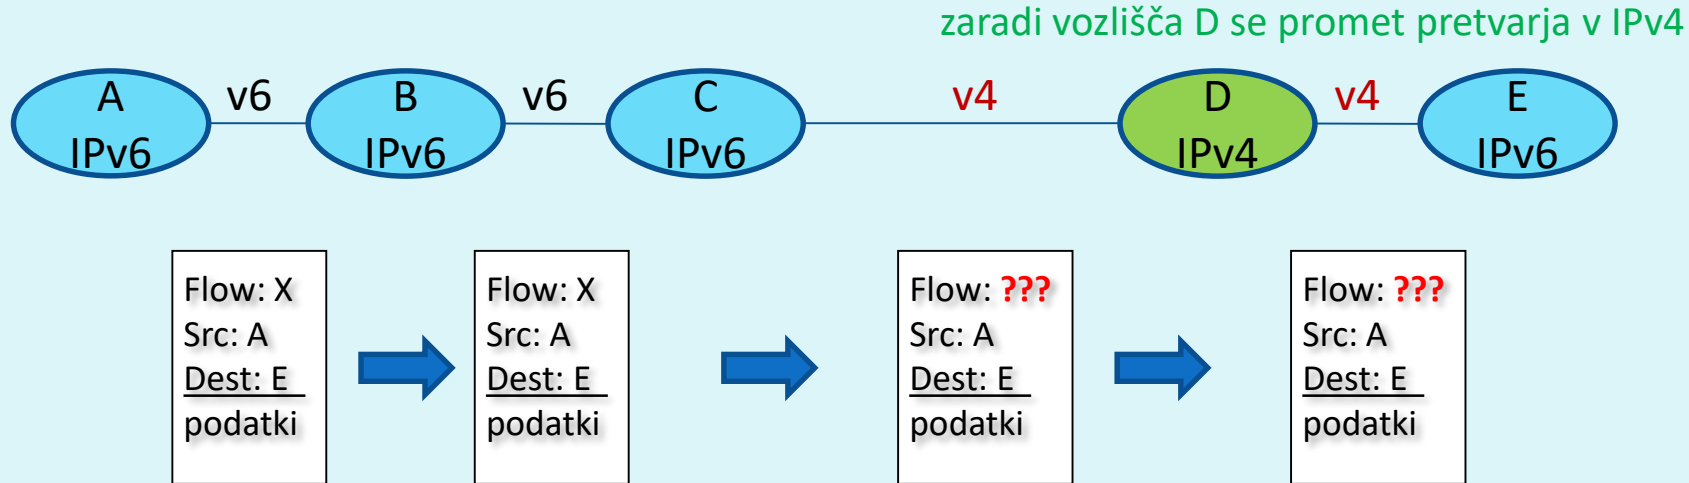 zaradi vozlišča D se promet pretvarja v IPv4
A
IPv6
v6
B
IPv6
v6
C
IPv6
v4
D
IPv4
v4
E
IPv6
Flow: X
Src: A
Dest: E
podatki
Flow: X
Src: A
Dest: E
podatki
Flow: ???
Src: A
Dest: E
podatki
Flow: ???
Src: A
Dest: E
podatki